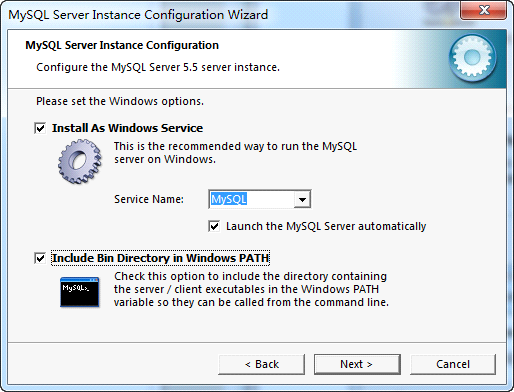 MySQL Server Instance Configuration Wizard
MySQL Server Instance Configuration
Configure the MySQL Server 5.5 server instance.
Please set the Windows options.
Install As Windows Service
This is the recommended way to run the MySQL
server on Windows.
Service Name:
MySQL
Launch the MySQL Server automatically
Include Bin Directory in Windows PATH
MySQL>_
Check this option to include the directory containing
the server / client executables in the Windows PATH
variable so they can be called from the command line.
< Back
Next >
Cancel